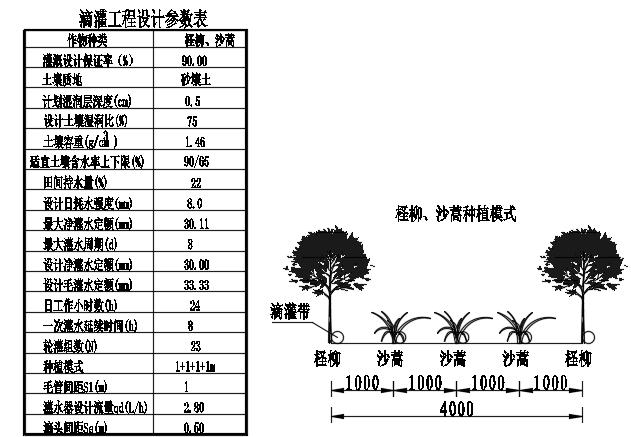 滴灌工程设计参数表
作物种类 柽柳、沙蒿
灌溉设计保证率(%) 90.00
土壤质地 砂壤土
计划湿润层深度(cm) 0.5
设计土壤湿润比(%) 75
土壤容重(g/cm³) 1.46
适宜土壤含水率上下限(%) 90/65
田间持水量(%) 22
设计日耗水强度(mm) 8.0
最大净灌水定额(mm) 30.11
最大灌水周期(d) 8
设计净灌水定额(mm) 30.00
设计毛灌水定额(mm) 33.33
日工作小时数(h) 24
一次灌水延续时间(h) 8
轮灌组数(N) 23
种植模式 1+1+1+1m
毛管间距S1(m) 1
灌水器设计流量qd(L/h) 2.80
滴头间距Se(m) 0.60
柽柳、沙蒿种植模式
滴灌带
柽柳 沙蒿 沙蒿 沙蒿 柽柳
1000 1000 1000 1000
4000